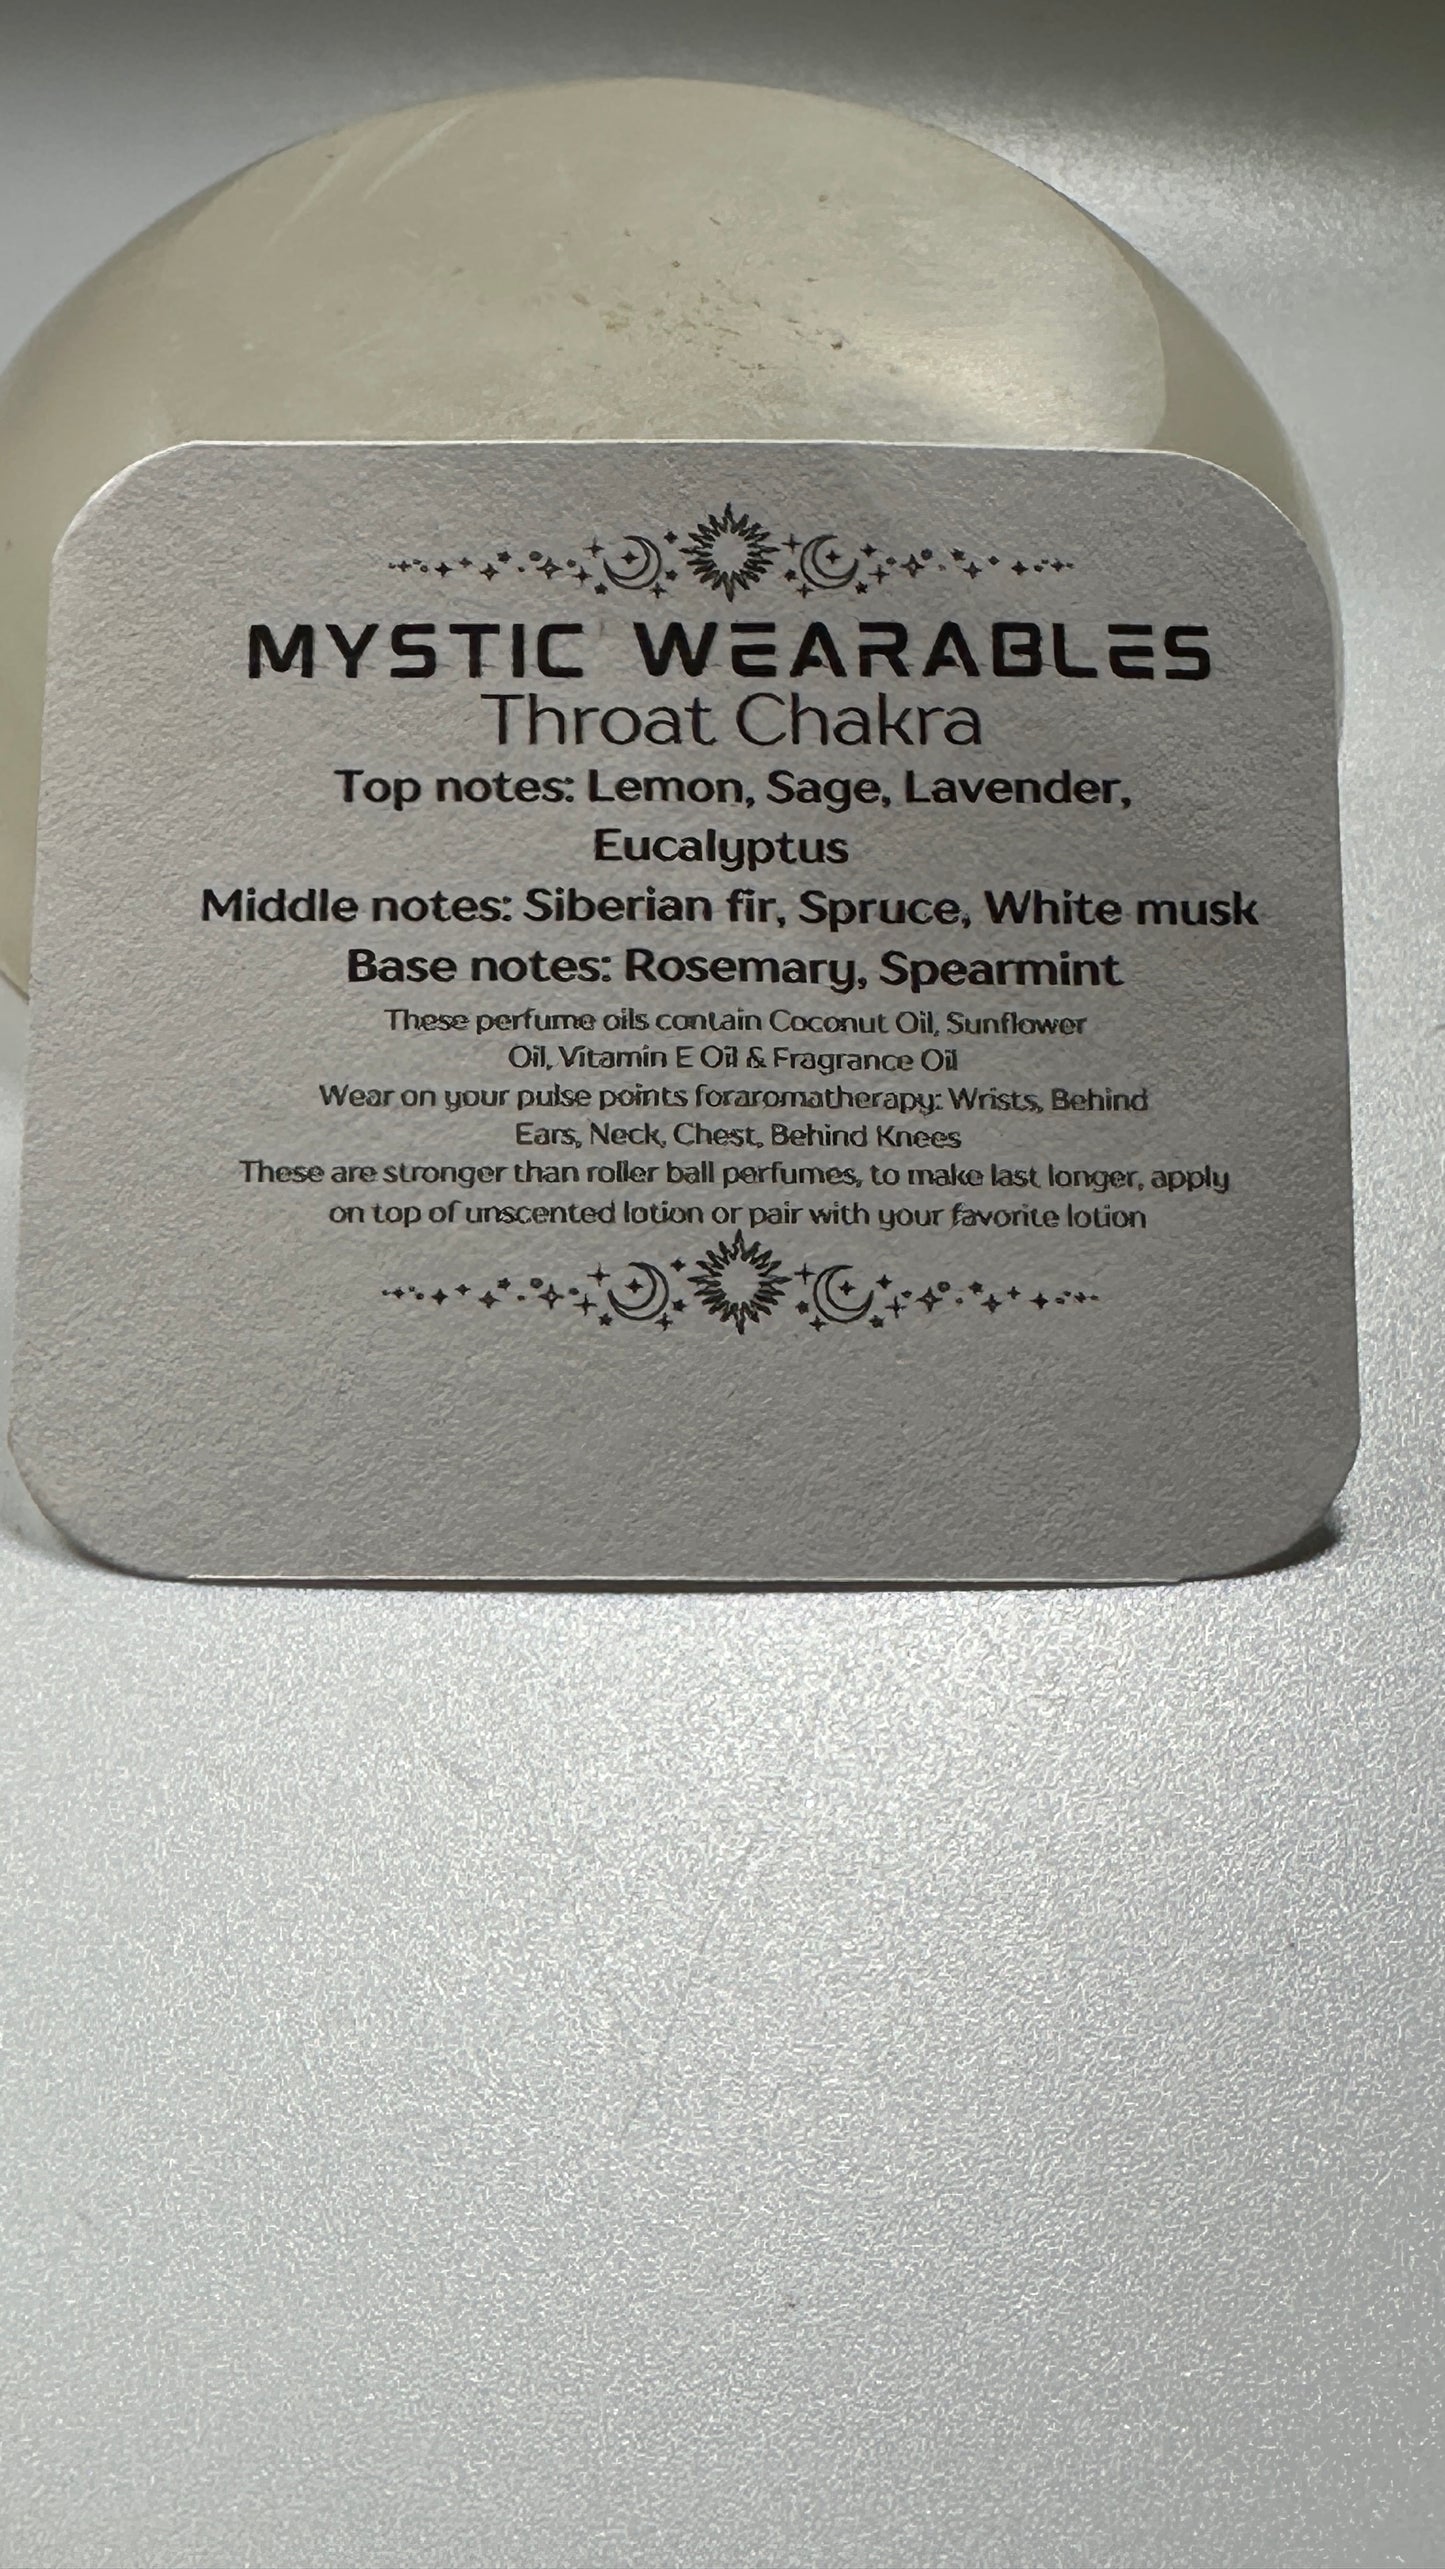 MYSTIC WEARABLES
Throat Chakra
Top notes: Lemon, Sage, Lavender,
Eucalyptus
Middle notes: Siberian fir, Spruce, White musk
Base notes: Rosemary, Spearmint
These perfume oils contain Coconut Oil, Sunflower
Oil, Vitamin E Oil & Fragrance Oil
Wear on your pulse points foraromatherapy: Wrists, Behind
Ears, Neck, Chest, Behind Knees
These are stronger than roller ball perfumes, to make last longer, apply
on top of unscented lotion or pair with your favorite lotion